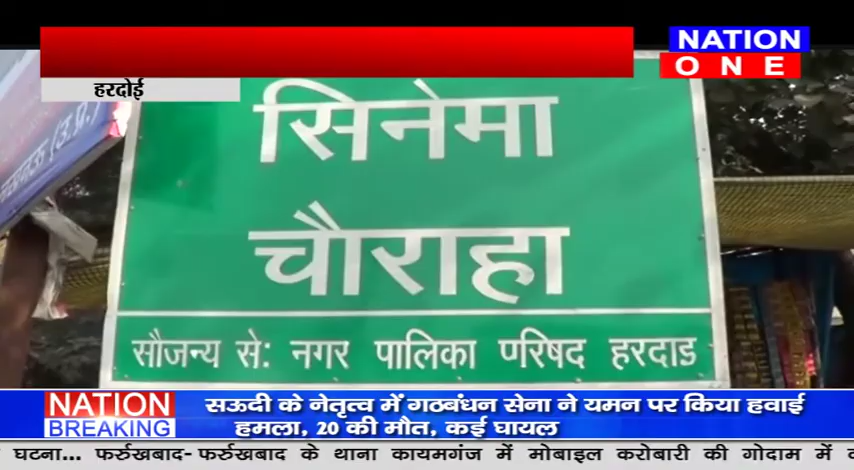 NATION
ONE
हरदोई
सिनेमा
चौराहा
सौजन्य से: नगर पालिका परिषद हरदाड
(उ.प्र.)
NATION
BREAKING
सऊदी के नेतृत्व में गठबंधन सेना ने यमन पर किया हवाई
हमला, 20 की मौत, कई घायल
घटना... फर्रुखबाद- फर्रुखबाद के थाना कायमगंज में मोबाइल करोबारी की गोदाम में